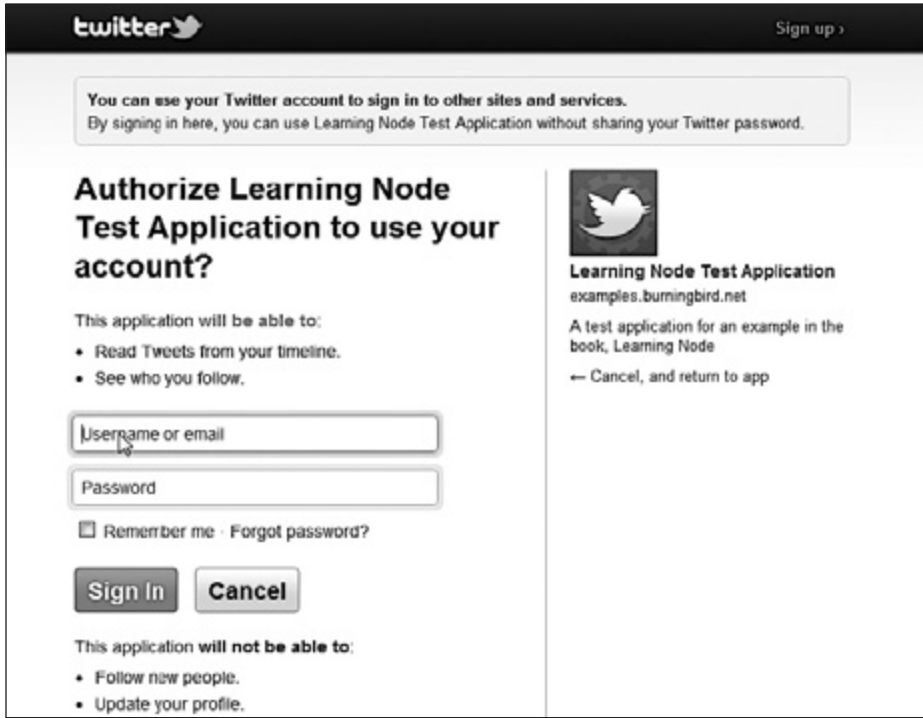 twitter
Sign up ›
You can use your Twitter account to sign in to other sites and services.
By signing in here, you can use Learning Node Test Application without sharing your Twitter password.
Authorize Learning Node
Test Application to use your
account?
This application will be able to:
• Read Tweets from your timeline.
• See who you follow.
Username or email
Password
Remember me · Forgot password?
Sign In
Cancel
This application will not be able to:
• Follow new people.
• Update your profile.
Learning Node Test Application
examples.burningbird.net
A test application for an example in the
book, Learning Node
← Cancel, and return to app